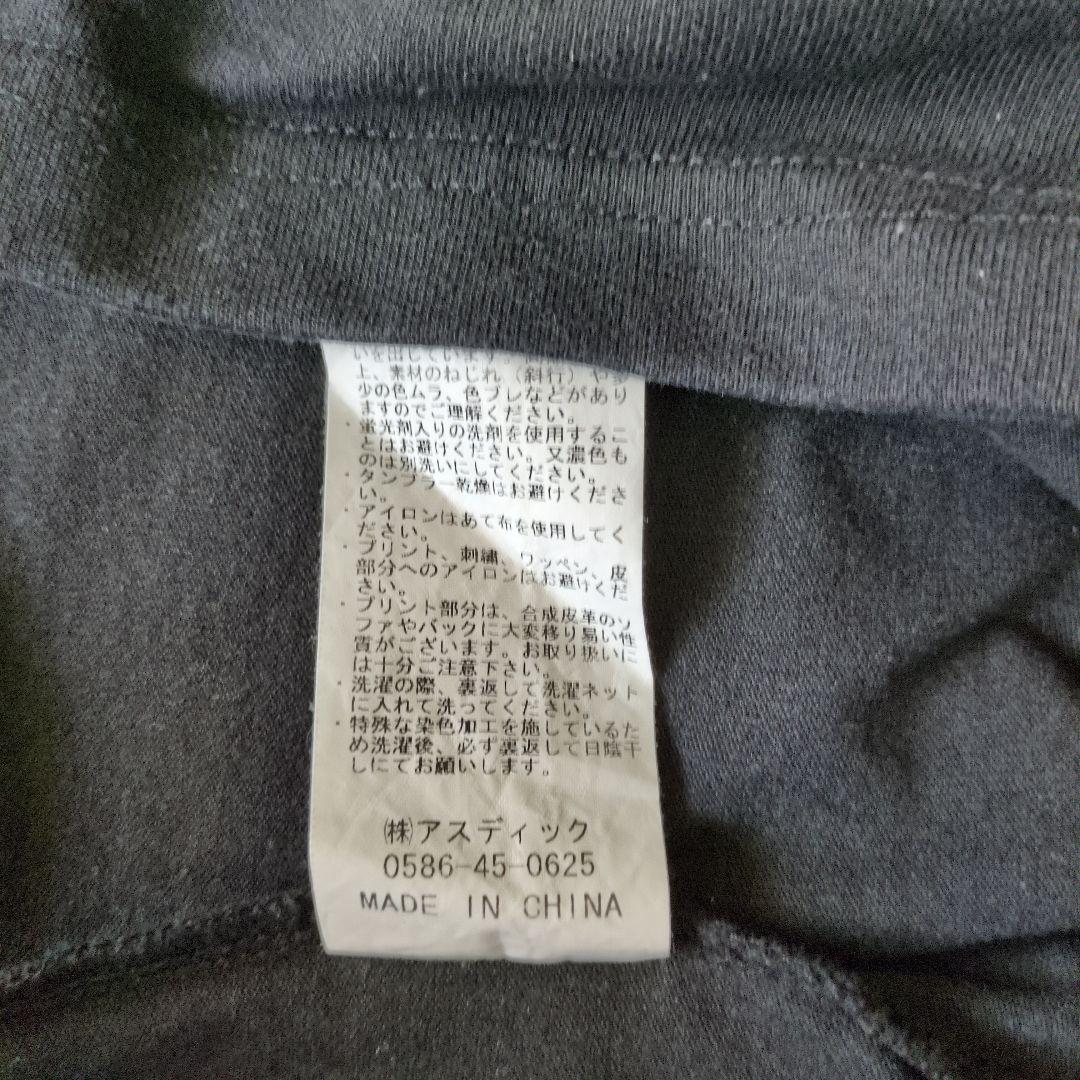 いを出しています
上、素材のねじれ（斜行）や多
少の色ムラ、色ブレなどがあり
ますのでご理解ください。
・蛍光剤入りの洗剤を使用するこ
とはお避けください。又濃色も
のは別洗いにしてください。
・タンブラー乾燥はお避けくださ
い。
・アイロンはあて布を使用してく
ださい。
・プリント、刺繍、ワッペン、皮
部分へのアイロンはお避けくだ
さい。
・プリント部分は、合成皮革のソ
ファやバックに大変移り易い性
質がございます。お取り扱いに
は十分ご注意下さい。
・洗濯の際、裏返して洗濯ネット
に入れて洗ってください。
・特殊な染色加工を施しているた
め洗濯後、必ず裏返して日陰干
しにてお願いします。
㈱アスディック
0586-45-0625
MADE IN CHINA